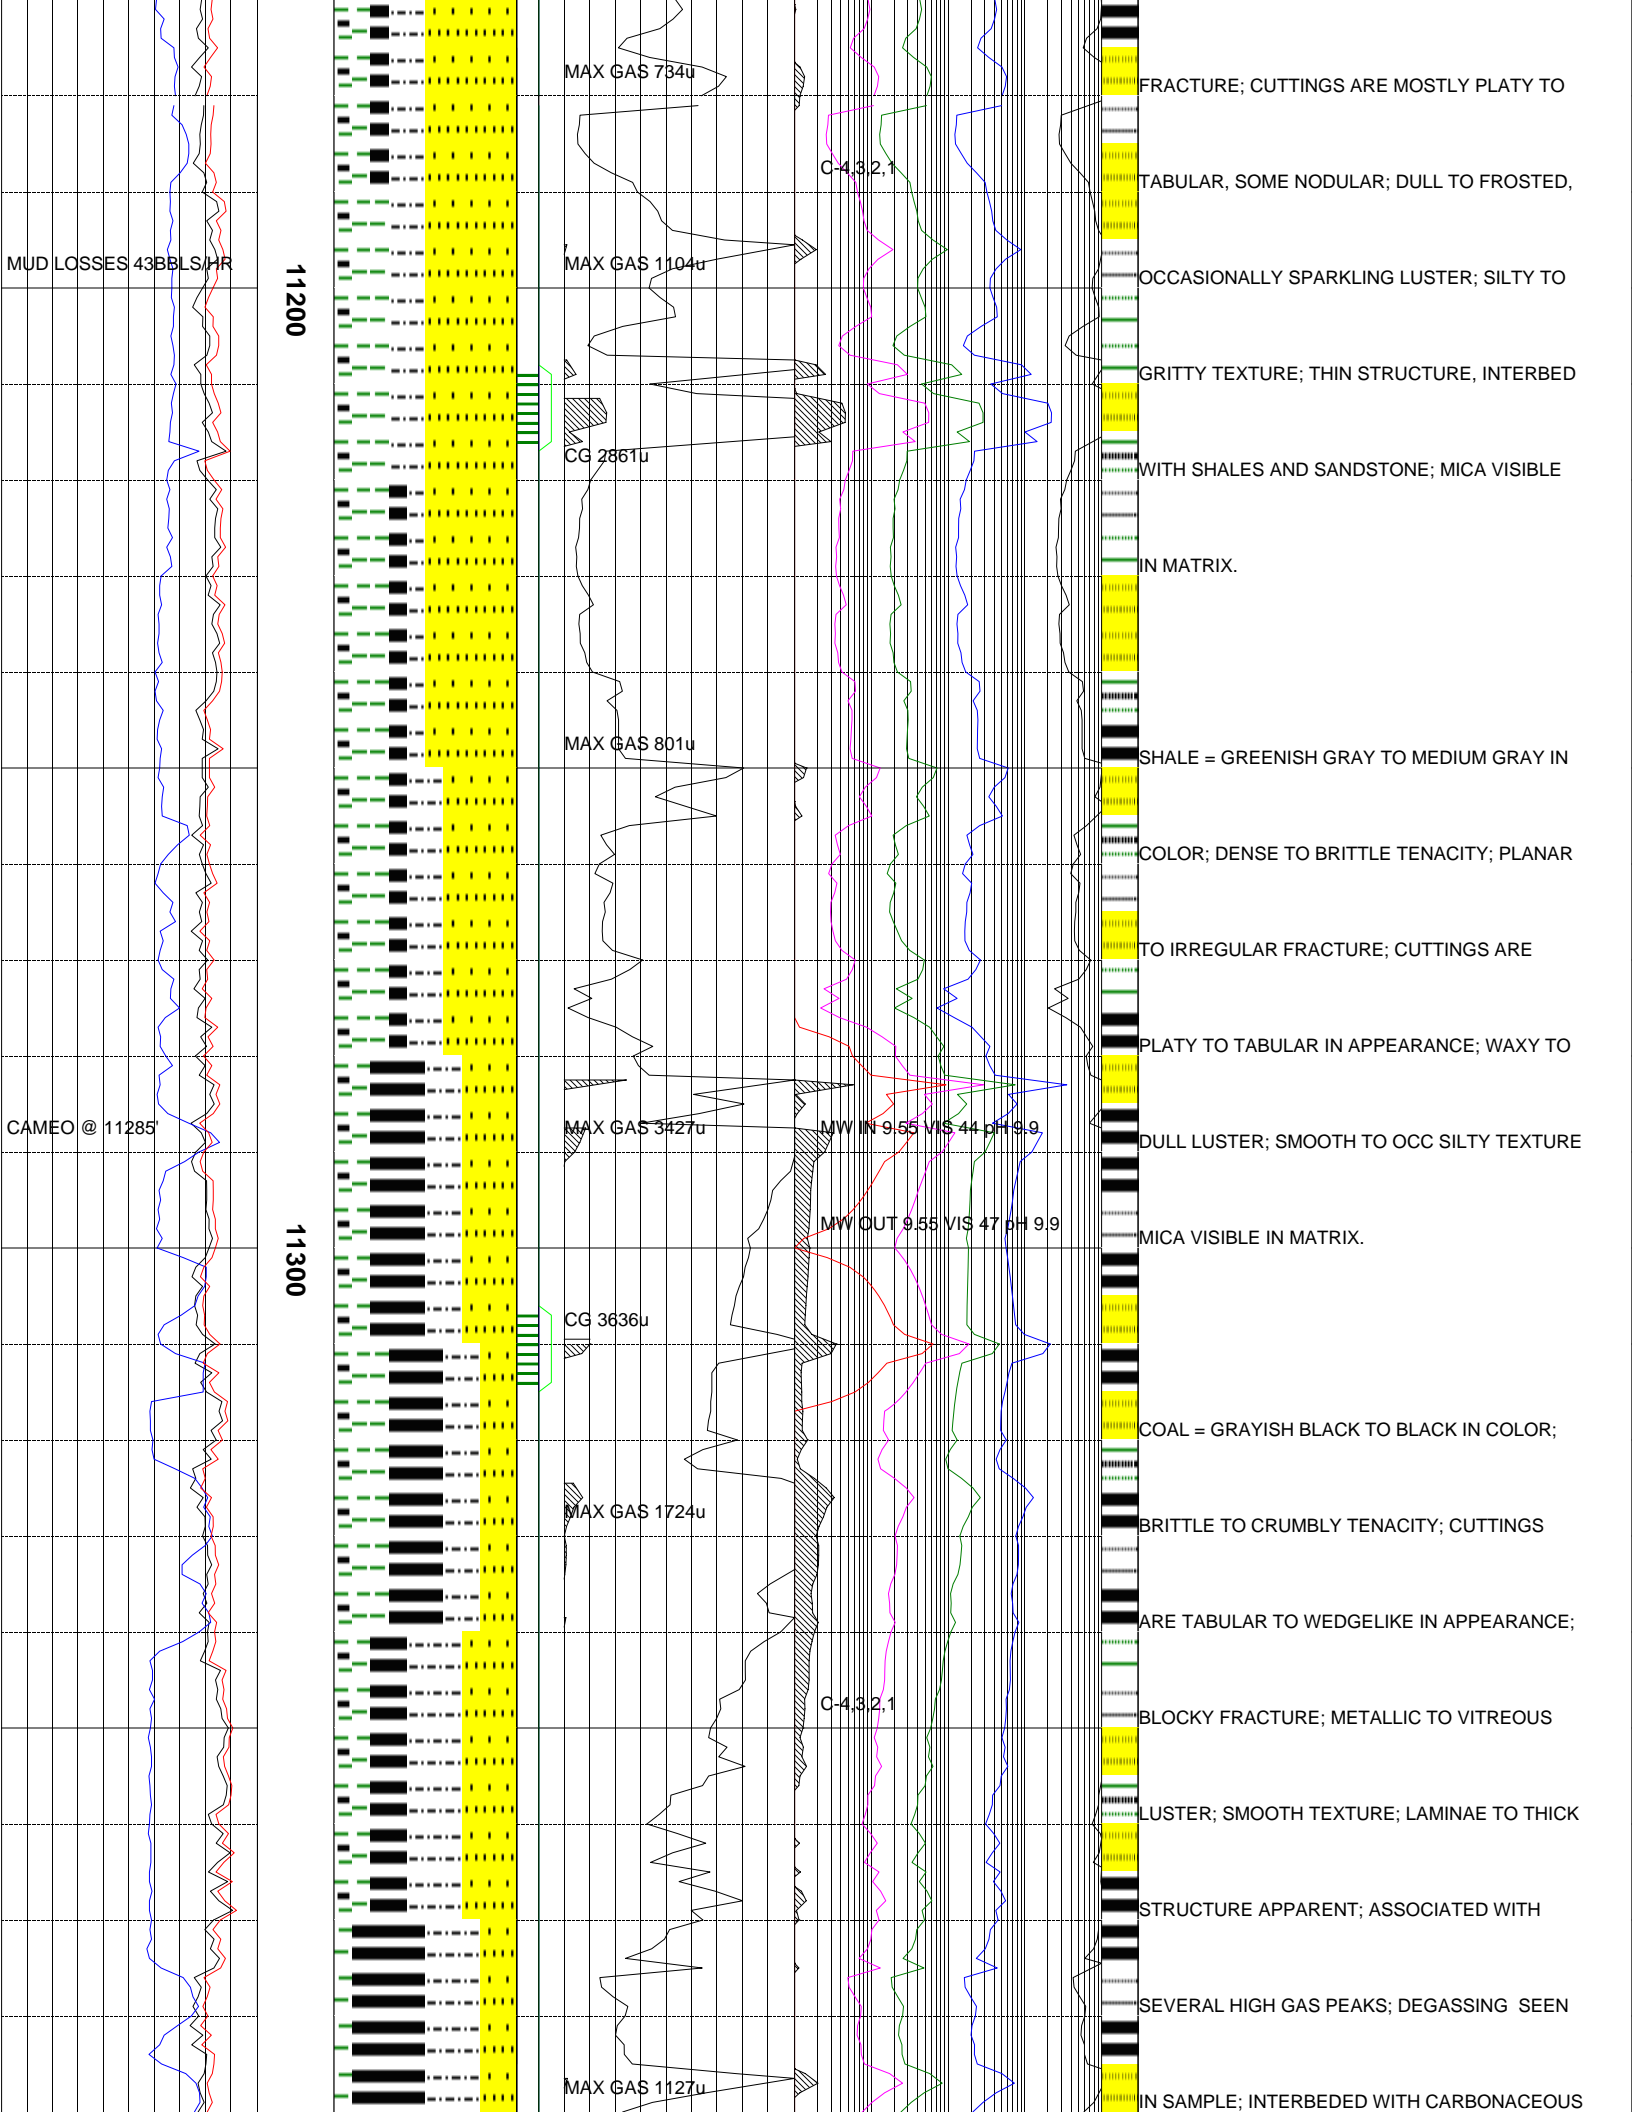 MAX GAS 734u
FRACTURE; CUTTINGS ARE MOSTLY PLATY TO
C-4,3,2,1
TABULAR, SOME NODULAR; DULL TO FROSTED,
MUD LOSSES 43BBLS/HR
11200
MAX GAS 1104u
OCCASIONALLY SPARKLING LUSTER; SILTY TO
GRITTY TEXTURE; THIN STRUCTURE, INTERBED
CG 2861u
WITH SHALES AND SANDSTONE; MICA VISIBLE
IN MATRIX.
MAX GAS 801u
SHALE = GREENISH GRAY TO MEDIUM GRAY IN
COLOR; DENSE TO BRITTLE TENACITY; PLANAR
TO IRREGULAR FRACTURE; CUTTINGS ARE
PLATY TO TABULAR IN APPEARANCE; WAXY TO
CAMEO @ 11285'
MAX GAS 3427u
MW IN 9.55 VIS 44 pH 9.9
DULL LUSTER; SMOOTH TO OCC SILTY TEXTURE
11300
MW OUT 9.55 VIS 47 pH 9.9
MICA VISIBLE IN MATRIX.
CG 3636u
COAL = GRAYISH BLACK TO BLACK IN COLOR;
MAX GAS 1724u
BRITTLE TO CRUMBLY TENACITY; CUTTINGS
ARE TABULAR TO WEDGELIKE IN APPEARANCE;
C-4,3,2,1
BLOCKY FRACTURE; METALLIC TO VITREOUS
LUSTER; SMOOTH TEXTURE; LAMINAE TO THICK
STRUCTURE APPARENT; ASSOCIATED WITH
SEVERAL HIGH GAS PEAKS; DEGASSING  SEEN
MAX GAS 1127u
IN SAMPLE; INTERBEDED WITH CARBONACEOUS